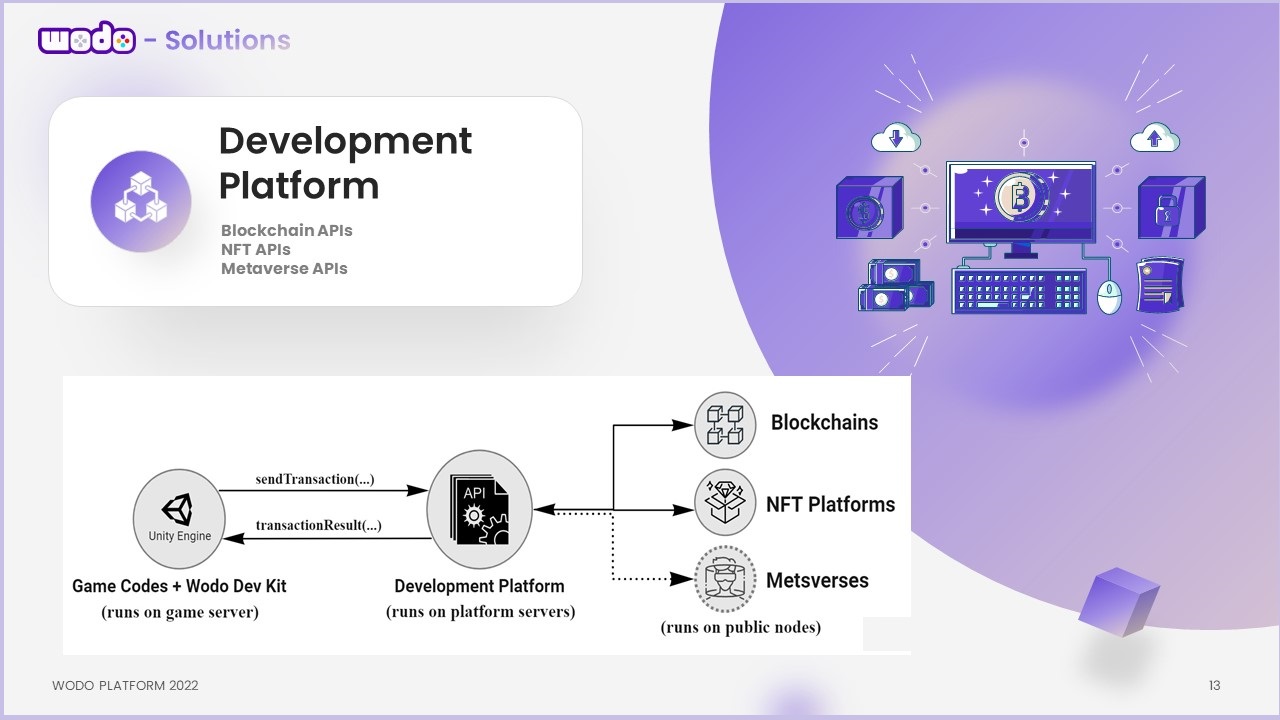 wodo - Solutions
Development
Platform
Blockchain APIs
NFT APIs
Metaverse APIs
Blockchains
sendTransaction(...)
API
NFT Platforms
transactionResult(...)
Unity Engine
Metsverses
Game Codes + Wodo Dev Kit
Development Platform
(runs on game server)
(runs on platform servers)
(runs on public nodes)
WODO PLATFORM 2022
13